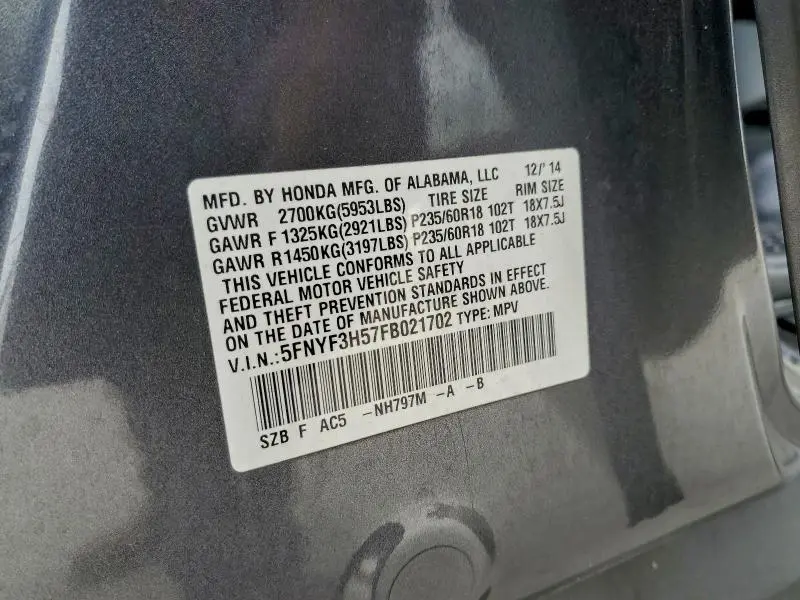 MFD. BY HONDA MFG. OF ALABAMA, LLC 12/'14
GVWR 2700KG(5953LBS) TIRE SIZE RIM SIZE
GAWR F 1325KG(2921LBS) P235/60R18 102T 18X7.5J
GAWR R1450KG(3197LBS) P235/60R18 102T 18X7.5J
THIS VEHICLE CONFORMS TO ALL APPLICABLE
FEDERAL MOTOR VEHICLE SAFETY
AND THEFT PREVENTION STANDARDS IN EFFECT
ON THE DATE OF MANUFACTURE SHOWN ABOVE.
V.I.N.:5FNYF3H57FB021702 TYPE: MPV
SZB F AC5 -NH797M -A -B